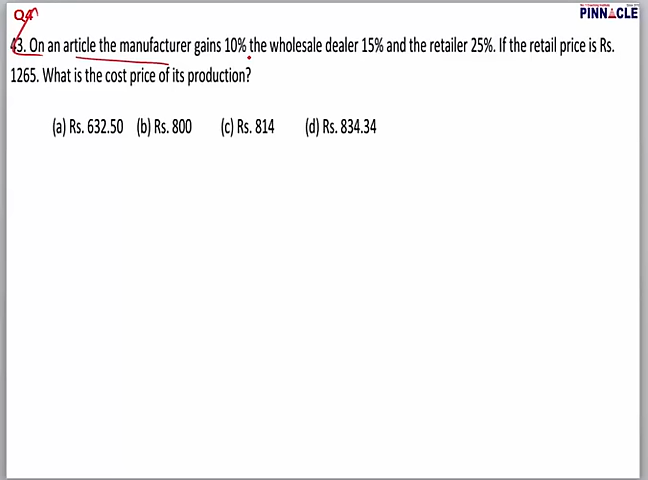 Q4
PINNACLE
43. On an article the manufacturer gains 10% the wholesale dealer 15% and the retailer 25%. If the retail price is Rs.
1265. What is the cost price of its production?
(a) Rs. 632.50 (b) Rs. 800 (c) Rs. 814 (d) Rs. 834.34